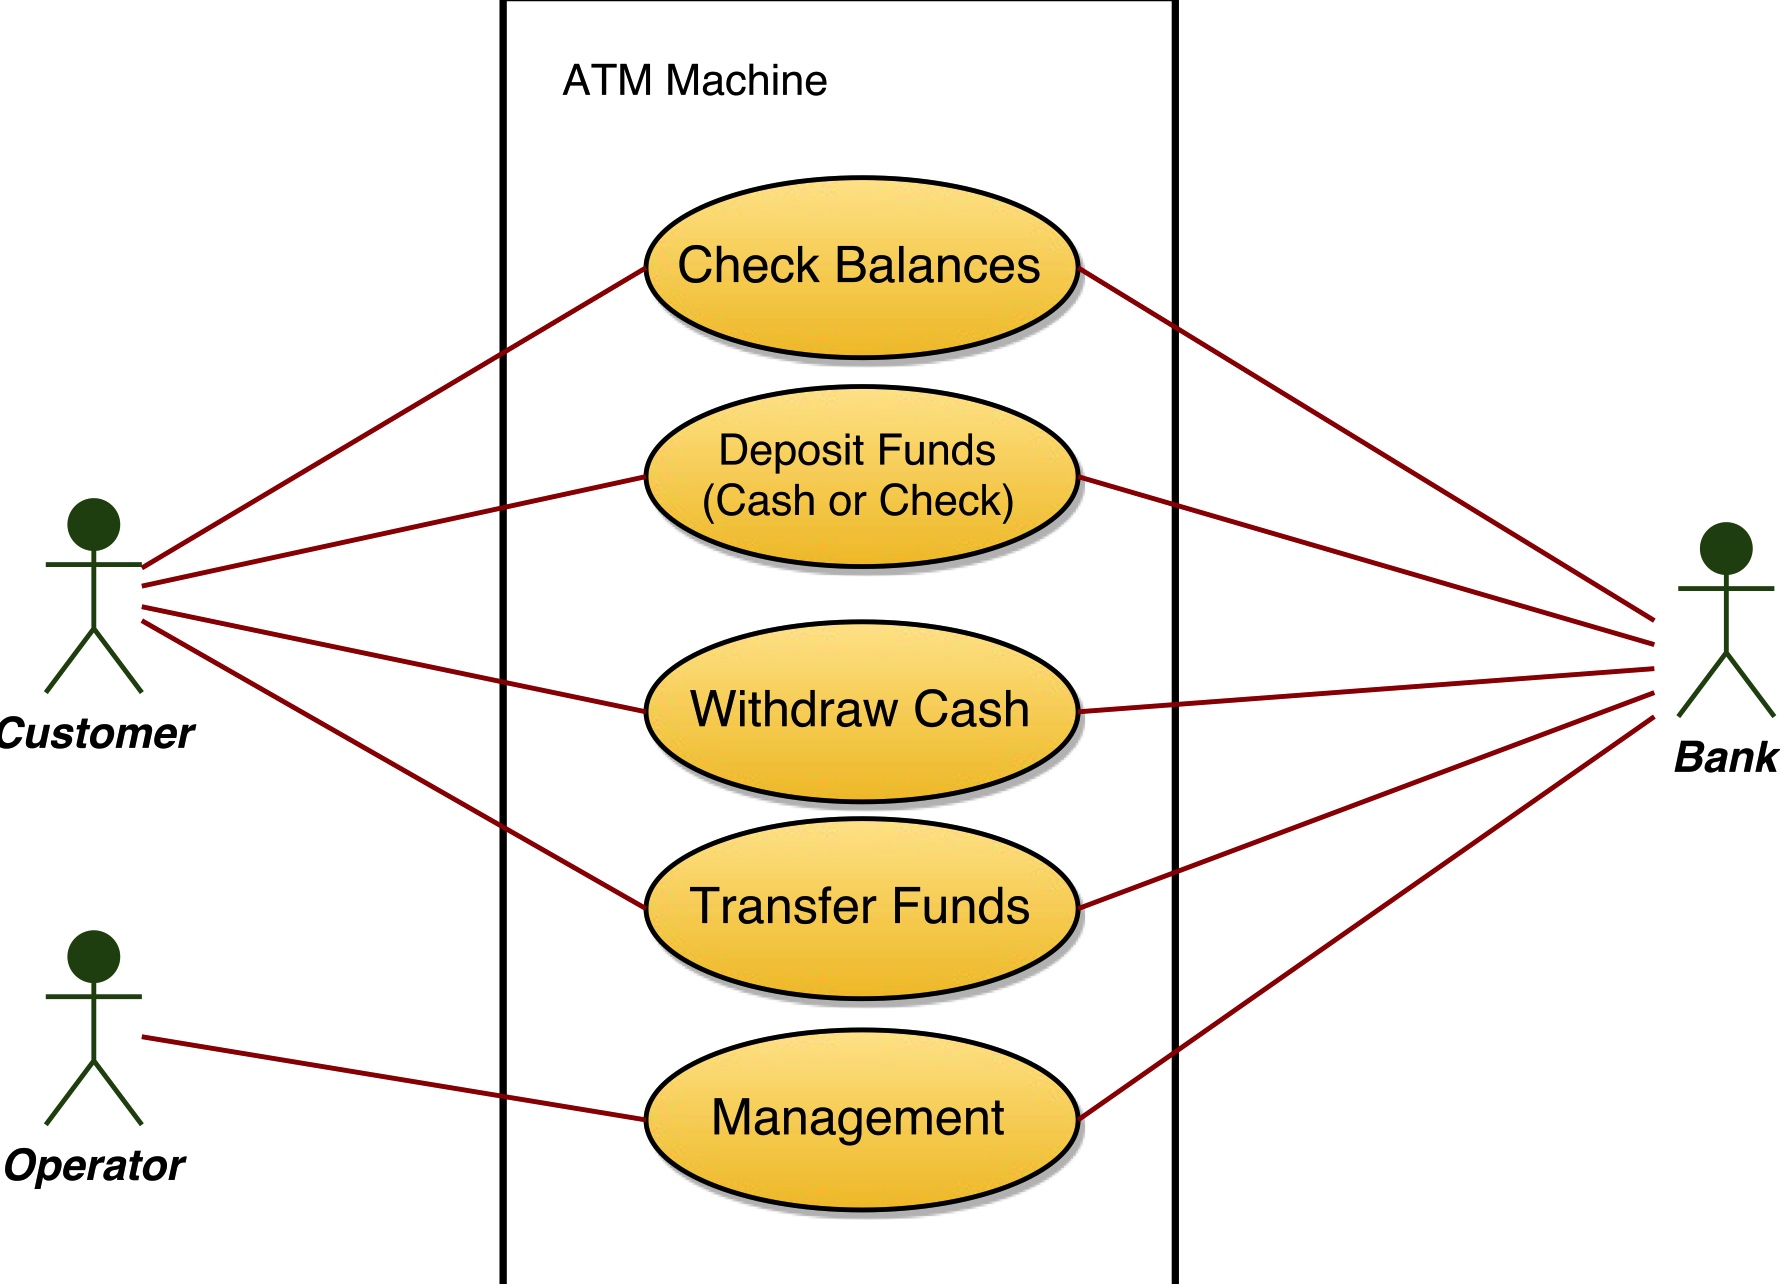 ATM Machine
Check Balances
Deposit Funds
(Cash or Check)
Withdraw Cash
Customer
Bank
Transfer Funds
Management
Operator